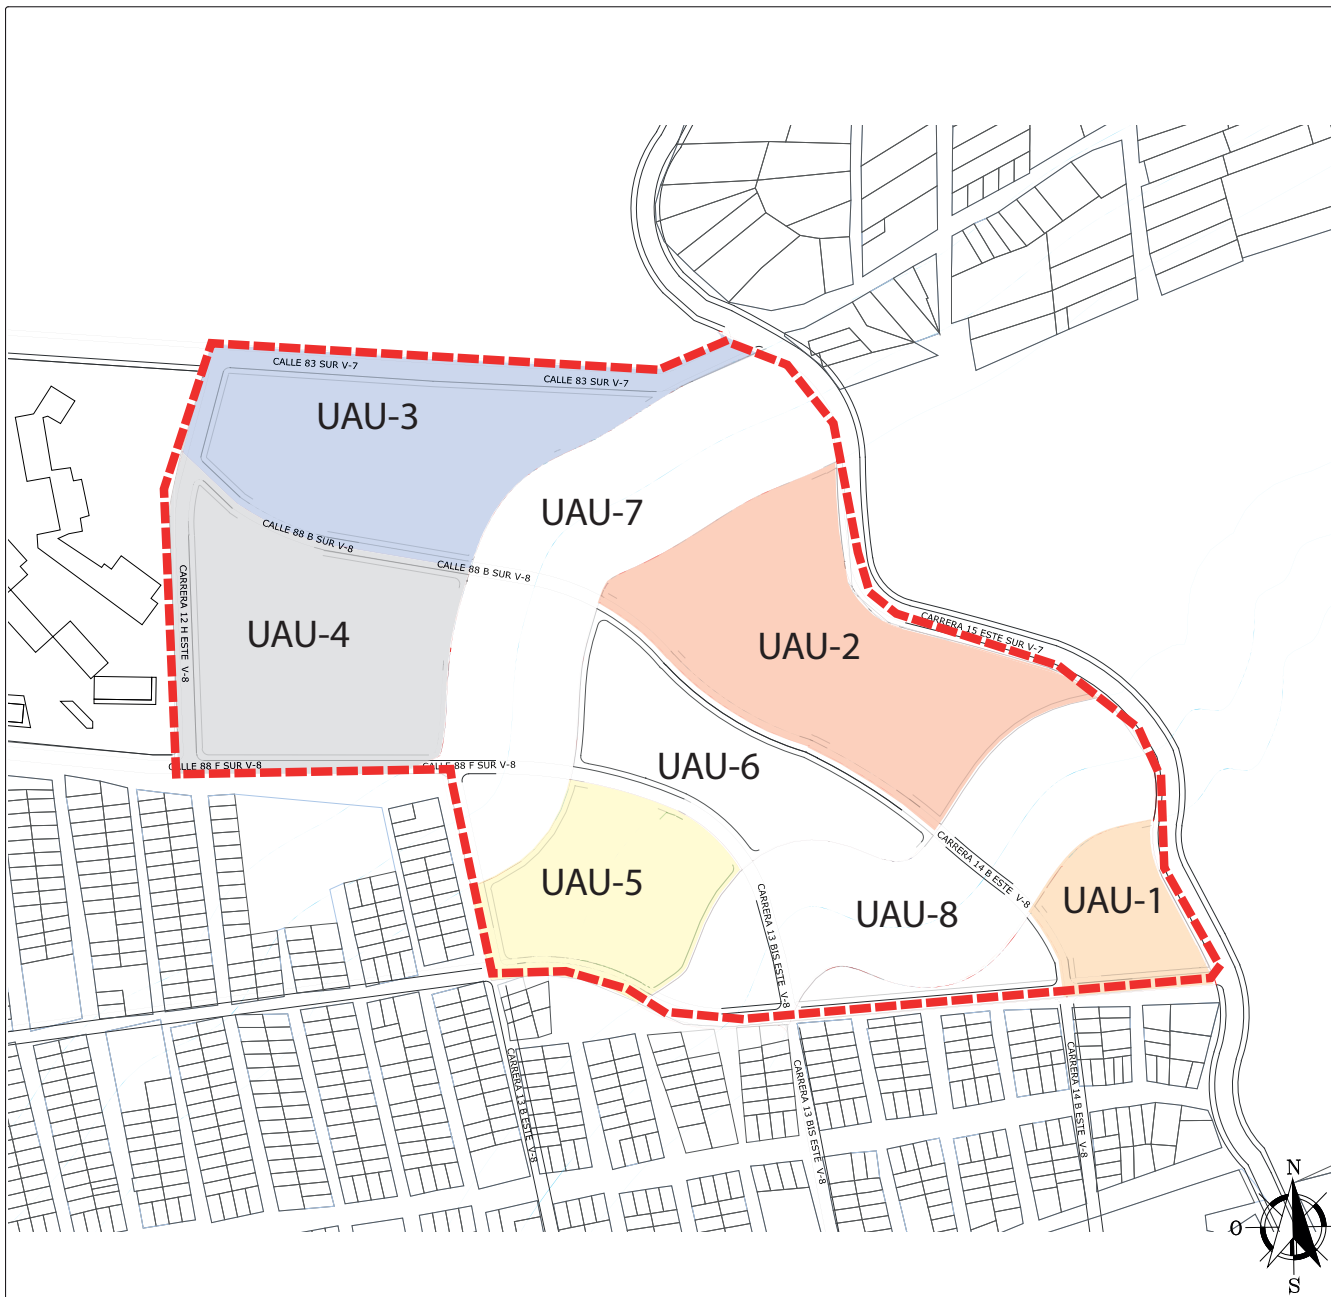 CALLE 83 SUR V-7
CALLE 83 SUR V-7
UAU-3
UAU-7
CALLE 88 B SUR V-8
CALLE 88 B SUR V-8
CARRERA 12 H ESTE V-8
UAU-4
UAU-2
CARRERA 15 ESTE SUR V-7
CALLE 88 F SUR V-8
CALLE 88 F SUR V-8
UAU-6
UAU-5
CARRERA 14 B ESTE V-8
UAU-1
UAU-8
CARRERA 13 BIS ESTE V-8
CARRERA 13 B ESTE V-8
CARRERA 13 BIS ESTE V-8
CARRERA 14 B ESTE V-8
N
O
S